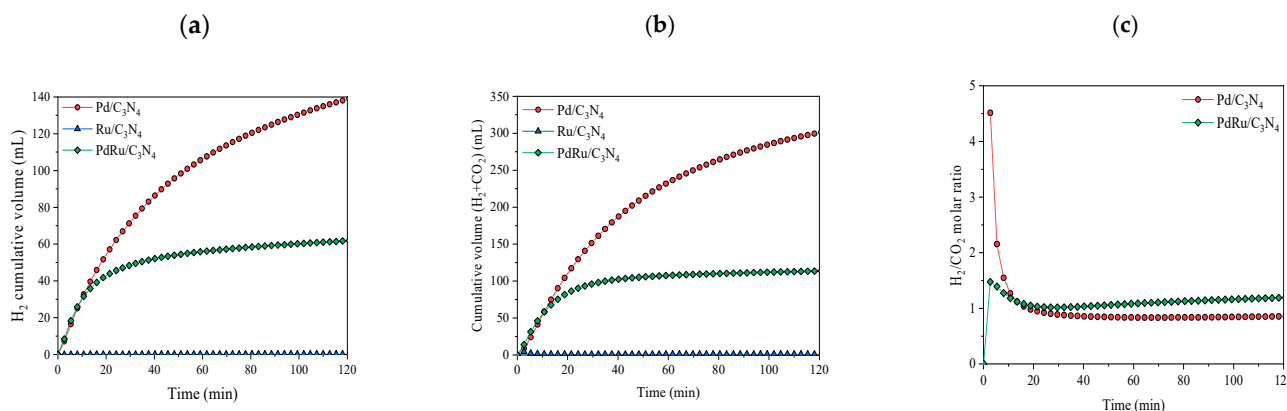 (a)
H₂ cumulative volume (mL)
140
120
100
80
60
40
20
0
Pd/C₃N₄
Ru/C₃N₄
PdRu/C₃N₄
0 20 40 60 80 100 120
Time (min)
(b)
Cumulative volume (H₂+CO₂) (mL)
350
300
250
200
150
100
50
0
Pd/C₃N₄
Ru/C₃N₄
PdRu/C₃N₄
0 20 40 60 80 100 120
Time (min)
(c)
H₂/CO₂ molar ratio
5
4
3
2
1
0
Pd/C₃N₄
PdRu/C₃N₄
0 20 40 60 80 100 120
Time (min)